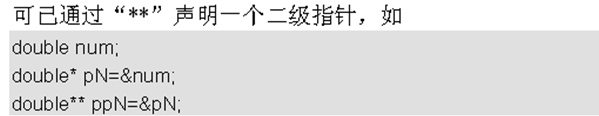 可已通过“**”声明一个二级指针，如
double num;
double* pN=&num;
double** ppN=&pN;